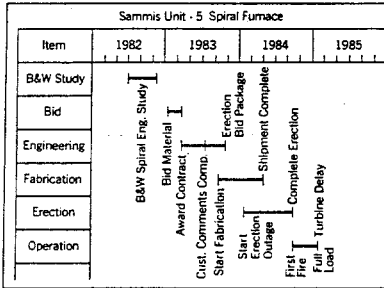 Sammis Unit - 5 Spiral Furnace
Item 1982 1983 1984 1985
B&W Study
Bid
Engineering
Fabrication
Erection
Operation
B&W Spiral Eng. Study
Bid Material
Award Contract
Cust. Comments Comp.
Start Fabrication
Erection
Bid Package
Shipment Complete
Start
Erection
Outage
Complete Erection
First
Fire
Full
Load
Turbine Delay